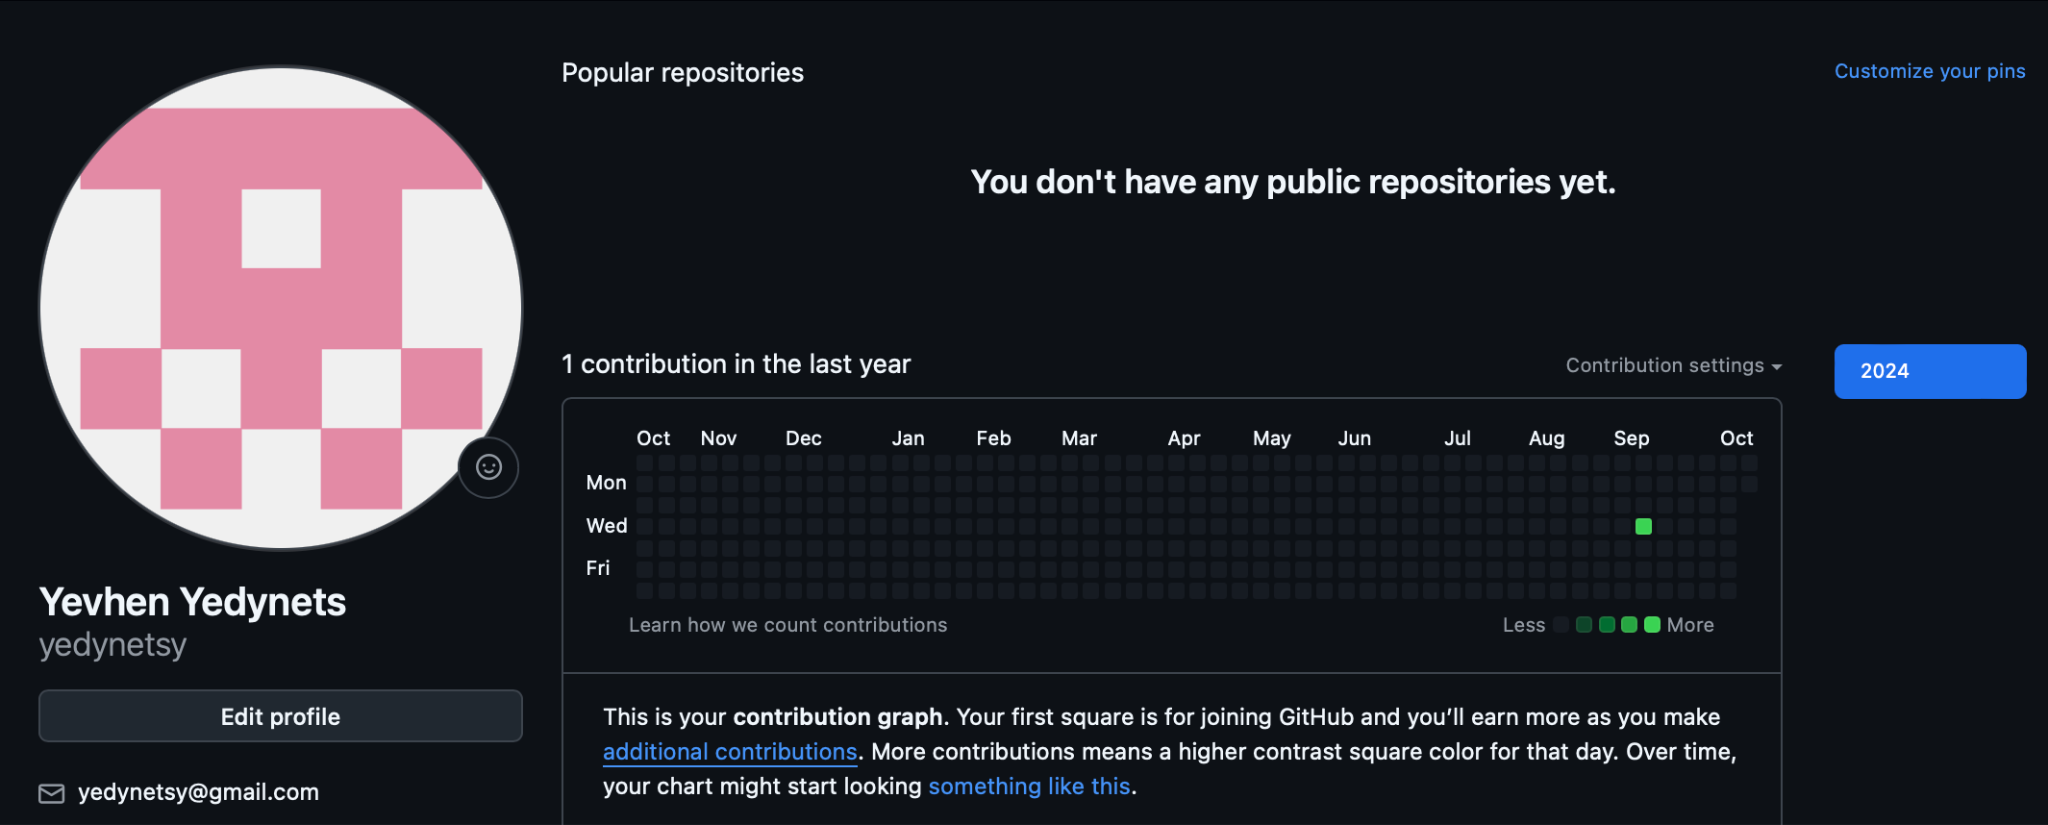 Popular repositories
Customize your pins
You don't have any public repositories yet.
1 contribution in the last year
Contribution settings
2024
Oct Nov Dec Jan Feb Mar Apr May Jun Jul Aug Sep Oct
Mon
Wed
Fri
Learn how we count contributions
Less More
This is your contribution graph. Your first square is for joining GitHub and you’ll earn more as you make
additional contributions. More contributions means a higher contrast square color for that day. Over time,
your chart might start looking something like this.
Yevhen Yedynets
yedynetsy
Edit profile
yedynetsy@gmail.com